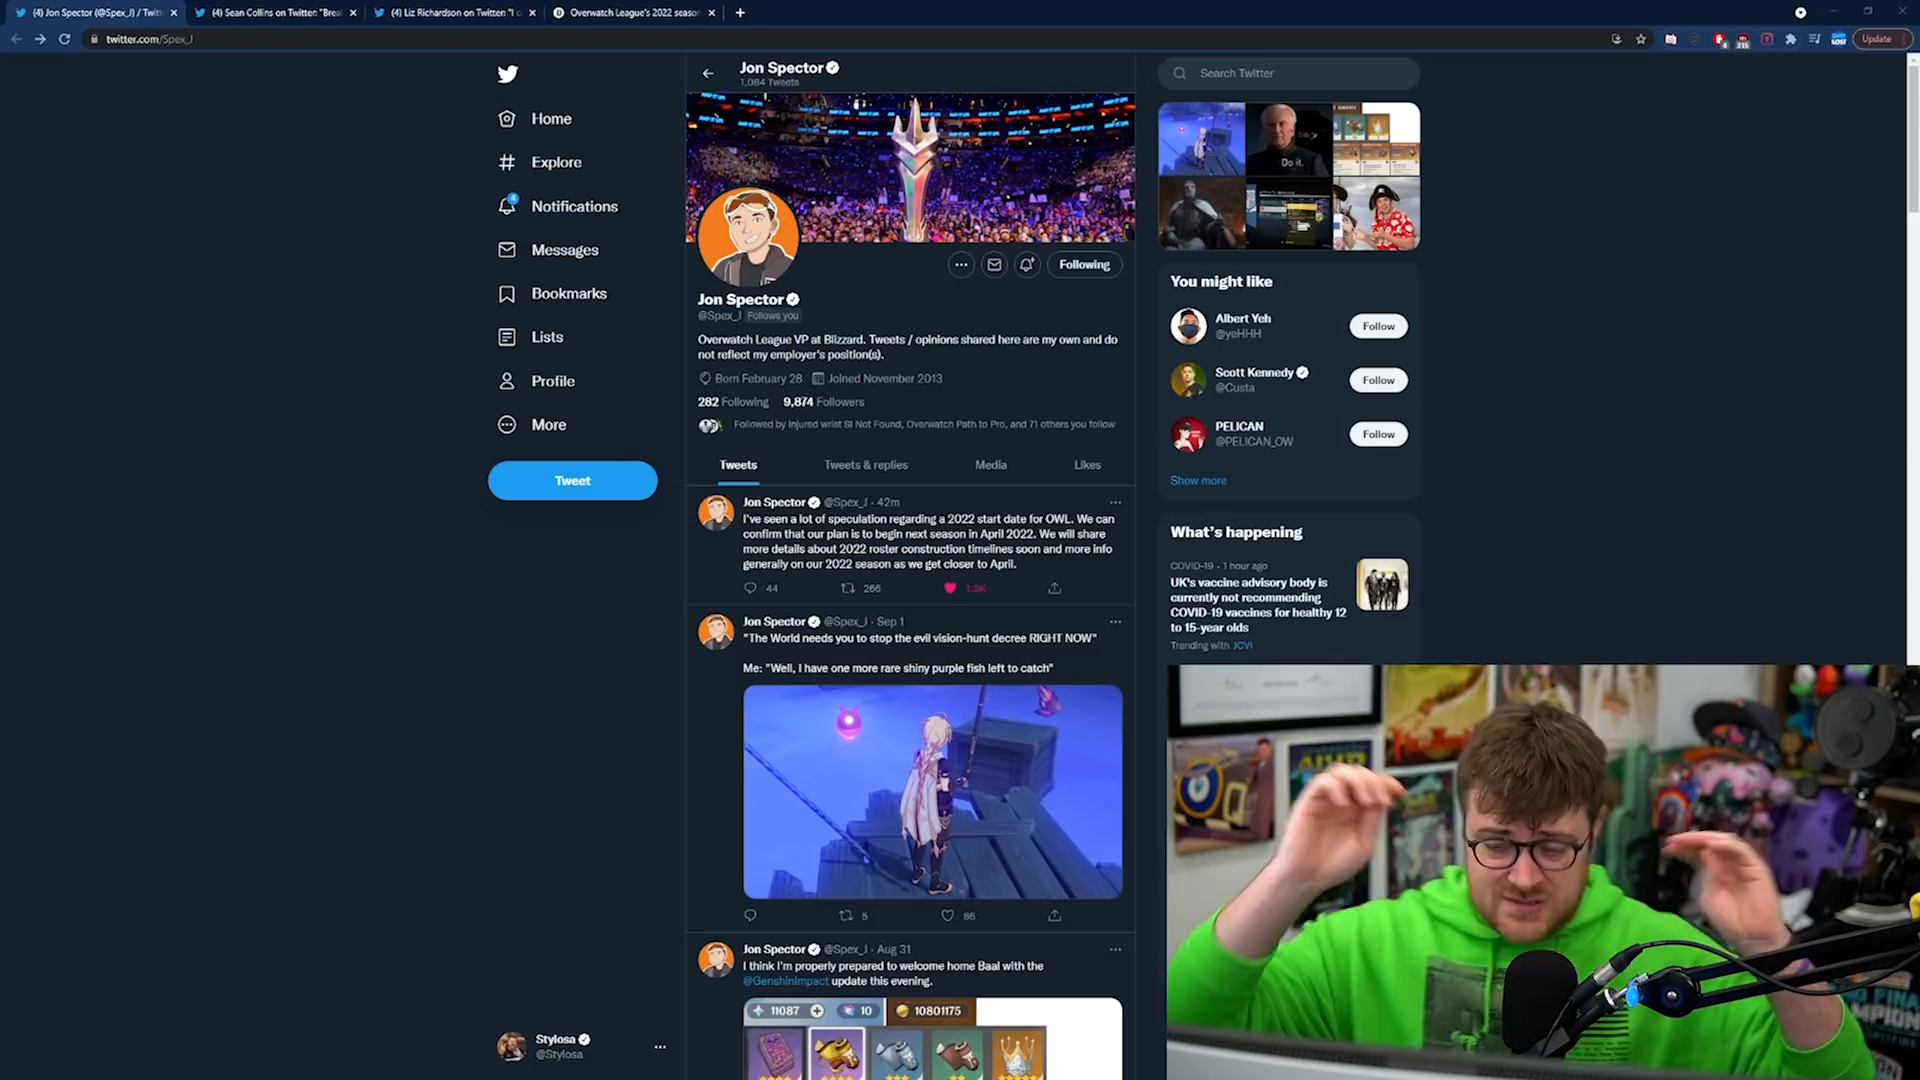 (4) Jon Spector (@Spex_J) / Twitt
(4) Sean Collins on Twitter: "Brea
(4) Liz Richardson on Twitter: "I c
Overwatch League's 2022 seaso
twitter.com/Spex_J
Update
Home
Explore
4
Notifications
Messages
Bookmarks
Lists
Profile
More
Tweet
Stylosa
@Stylosa
Jon Spector
1,084 Tweets
Following
Jon Spector
@Spex_J Follows you
Overwatch League VP at Blizzard. Tweets / opinions shared here are my own and do
not reflect my employer's position(s).
Born February 28 Joined November 2013
282 Following 9,874 Followers
Followed by Injured wrist SI Not Found, Overwatch Path to Pro, and 71 others you follow
Tweets Tweets & replies Media Likes
Jon Spector @Spex_J · 42m
I've seen a lot of speculation regarding a 2022 start date for OWL. We can
confirm that our plan is to begin next season in April 2022. We will share
more details about 2022 roster construction timelines soon and more info
generally on our 2022 season as we get closer to April.
44 266 1.3K
Jon Spector @Spex_J · Sep 1
"The World needs you to stop the evil vision-hunt decree RIGHT NOW"
Me: "Well, I have one more rare shiny purple fish left to catch"
5 86
Jon Spector @Spex_J · Aug 31
I think I'm properly prepared to welcome home Baal with the
@GenshinImpact update this evening.
11087 10 10801175
Search Twitter
Do it.
You might like
Albert Yeh
@yeHHH
Follow
Scott Kennedy
@Custa
Follow
PELICAN
@PELICAN_OW
Follow
Show more
What's happening
COVID-19 · 1 hour ago
UK's vaccine advisory body is
currently not recommending
COVID-19 vaccines for healthy 12
to 15-year olds
Trending with JCVI